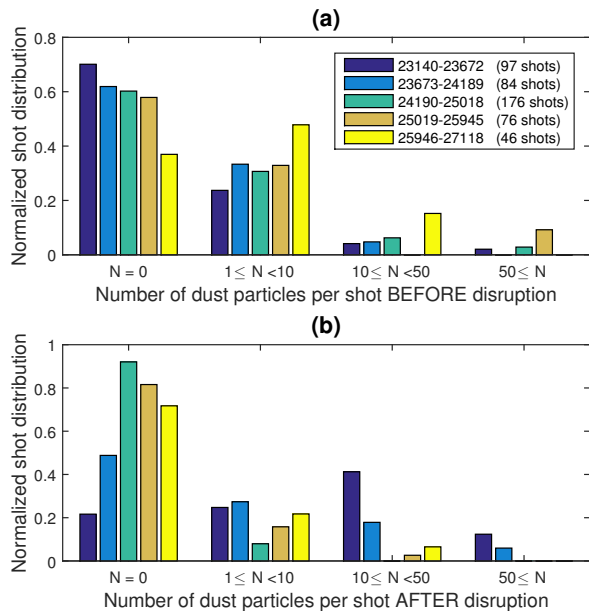 (a)
Normalized shot distribution
0.8
0.6
0.4
0.2
0
23140-23672 (97 shots)
23673-24189 (84 shots)
24190-25018 (176 shots)
25019-25945 (76 shots)
25946-27118 (46 shots)
N = 0
1≤ N <10
10≤ N <50
50≤ N
Number of dust particles per shot BEFORE disruption
(b)
Normalized shot distribution
1
0.8
0.6
0.4
0.2
0
N = 0
1≤ N <10
10≤ N <50
50≤ N
Number of dust particles per shot AFTER disruption